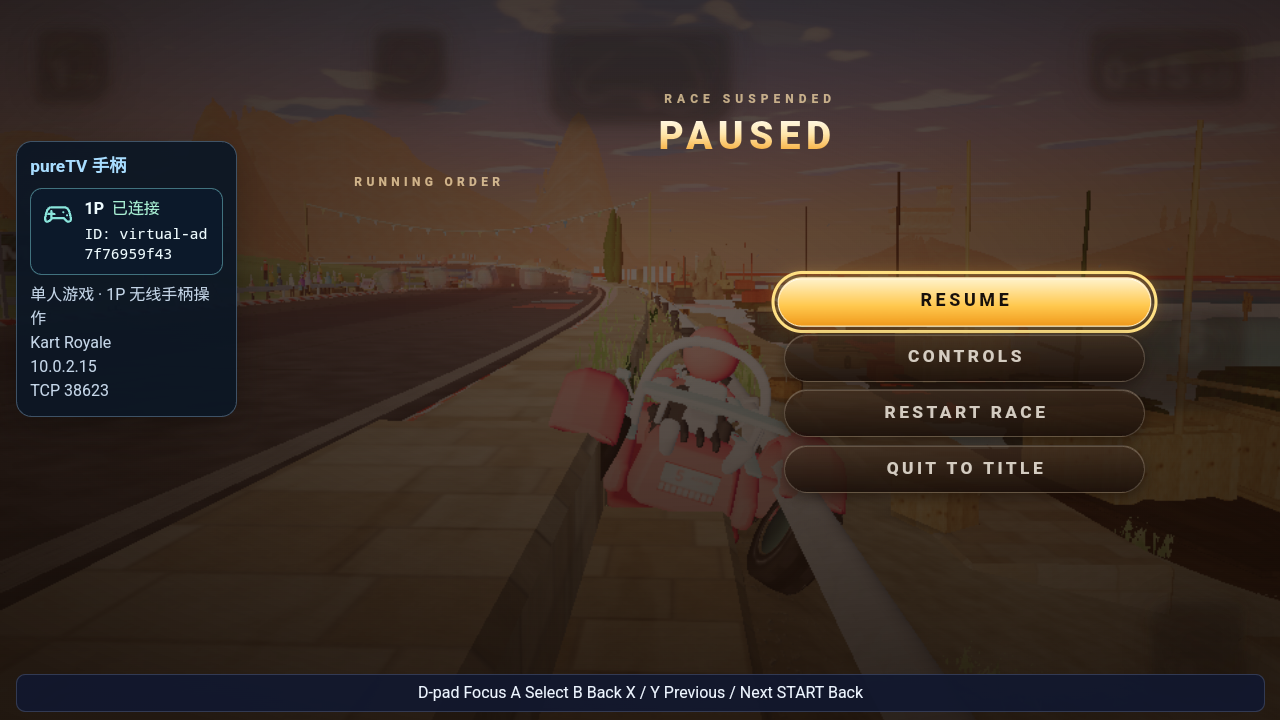 RACE SUSPENDED
PAUSED
pureTV 手柄
1P 已连接
ID: virtual-ad
7f76959f43
单人游戏 · 1P 无线手柄操
作
Kart Royale
10.0.2.15
TCP 38623
RUNNING ORDER
RESUME
CONTROLS
RESTART RACE
QUIT TO TITLE
D-pad Focus A Select B Back X / Y Previous / Next START Back